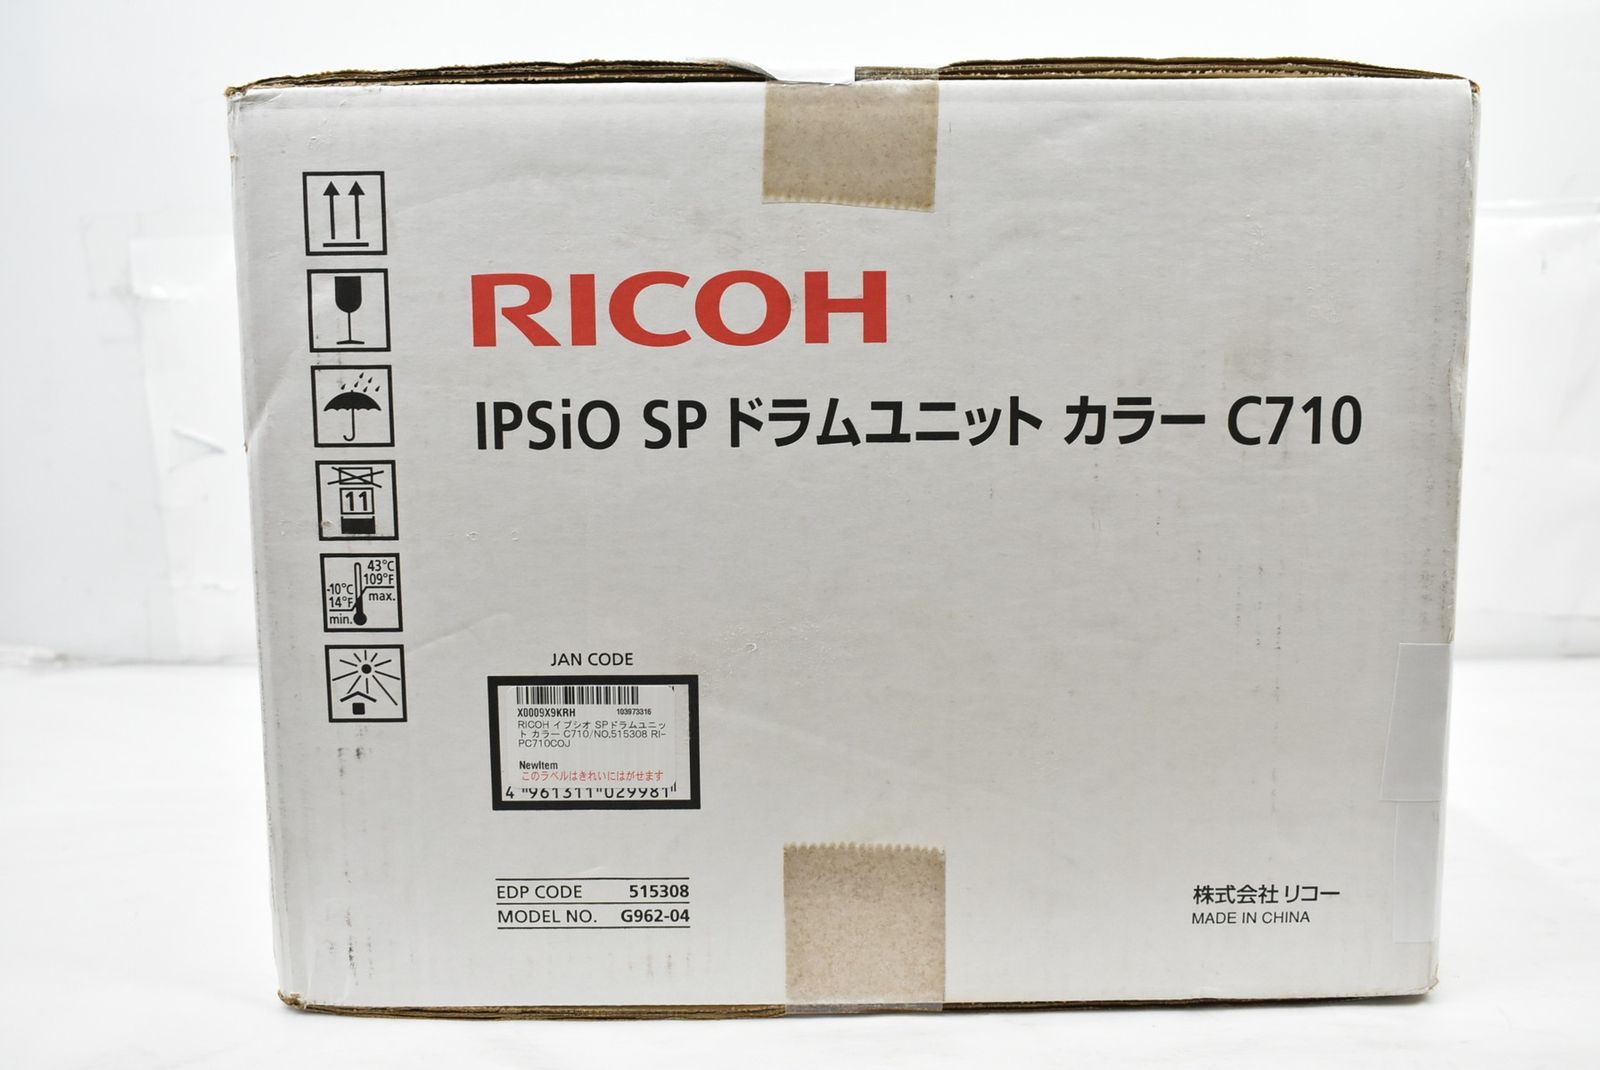 RICOH
IPSiO SP ドラムユニット カラー C710
11
43°C
109°F
max.
-10°C
14°F
min.
JAN CODE
X0009X9KRH 103973316
RICOH イプシオ SPドラムユニッ
ト カラー C710/NO.515308 RI-
PC710COJ
NewItem
このラベルはきれいにはがせます
4 961311 029981
EDP CODE 515308
MODEL NO. G962-04
株式会社 リコー
MADE IN CHINA